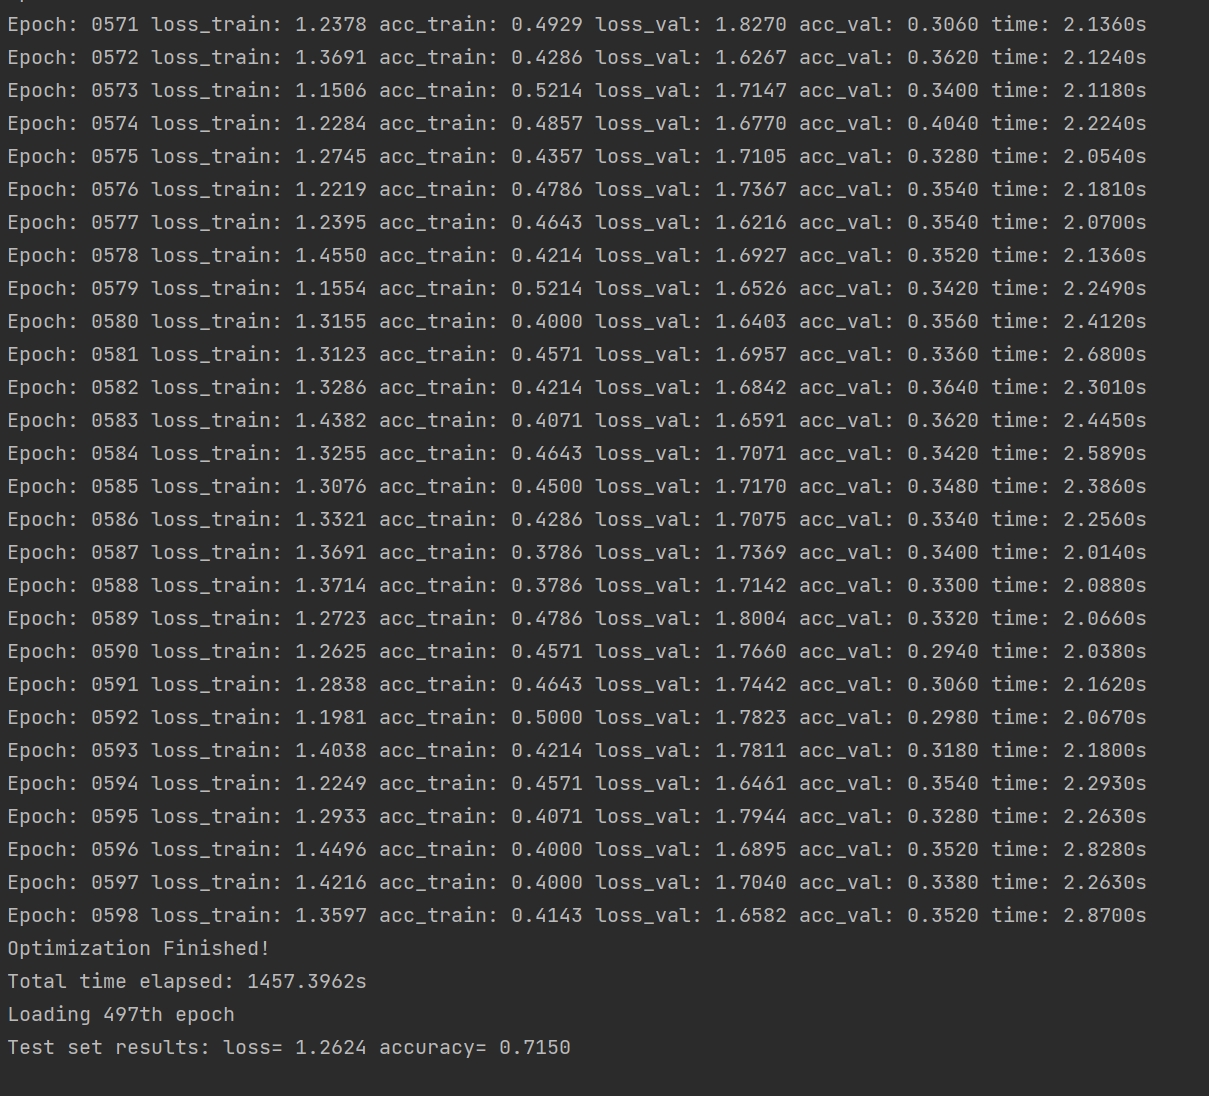 Epoch: 0571 loss_train: 1.2378 acc_train: 0.4929 loss_val: 1.8270 acc_val: 0.3060 time: 2.1360s
Epoch: 0572 loss_train: 1.3691 acc_train: 0.4286 loss_val: 1.6267 acc_val: 0.3620 time: 2.1240s
Epoch: 0573 loss_train: 1.1506 acc_train: 0.5214 loss_val: 1.7147 acc_val: 0.3400 time: 2.1180s
Epoch: 0574 loss_train: 1.2284 acc_train: 0.4857 loss_val: 1.6770 acc_val: 0.4040 time: 2.2240s
Epoch: 0575 loss_train: 1.2745 acc_train: 0.4357 loss_val: 1.7105 acc_val: 0.3280 time: 2.0540s
Epoch: 0576 loss_train: 1.2219 acc_train: 0.4786 loss_val: 1.7367 acc_val: 0.3540 time: 2.1810s
Epoch: 0577 loss_train: 1.2395 acc_train: 0.4643 loss_val: 1.6216 acc_val: 0.3540 time: 2.0700s
Epoch: 0578 loss_train: 1.4550 acc_train: 0.4214 loss_val: 1.6927 acc_val: 0.3520 time: 2.1360s
Epoch: 0579 loss_train: 1.1554 acc_train: 0.5214 loss_val: 1.6526 acc_val: 0.3420 time: 2.2490s
Epoch: 0580 loss_train: 1.3155 acc_train: 0.4000 loss_val: 1.6403 acc_val: 0.3560 time: 2.4120s
Epoch: 0581 loss_train: 1.3123 acc_train: 0.4571 loss_val: 1.6957 acc_val: 0.3360 time: 2.6800s
Epoch: 0582 loss_train: 1.3286 acc_train: 0.4214 loss_val: 1.6842 acc_val: 0.3640 time: 2.3010s
Epoch: 0583 loss_train: 1.4382 acc_train: 0.4071 loss_val: 1.6591 acc_val: 0.3620 time: 2.4450s
Epoch: 0584 loss_train: 1.3255 acc_train: 0.4643 loss_val: 1.7071 acc_val: 0.3420 time: 2.5890s
Epoch: 0585 loss_train: 1.3076 acc_train: 0.4500 loss_val: 1.7170 acc_val: 0.3480 time: 2.3860s
Epoch: 0586 loss_train: 1.3321 acc_train: 0.4286 loss_val: 1.7075 acc_val: 0.3340 time: 2.2560s
Epoch: 0587 loss_train: 1.3691 acc_train: 0.3786 loss_val: 1.7369 acc_val: 0.3400 time: 2.0140s
Epoch: 0588 loss_train: 1.3714 acc_train: 0.3786 loss_val: 1.7142 acc_val: 0.3300 time: 2.0880s
Epoch: 0589 loss_train: 1.2723 acc_train: 0.4786 loss_val: 1.8004 acc_val: 0.3320 time: 2.0660s
Epoch: 0590 loss_train: 1.2625 acc_train: 0.4571 loss_val: 1.7660 acc_val: 0.2940 time: 2.0380s
Epoch: 0591 loss_train: 1.2838 acc_train: 0.4643 loss_val: 1.7442 acc_val: 0.3060 time: 2.1620s
Epoch: 0592 loss_train: 1.1981 acc_train: 0.5000 loss_val: 1.7823 acc_val: 0.2980 time: 2.0670s
Epoch: 0593 loss_train: 1.4038 acc_train: 0.4214 loss_val: 1.7811 acc_val: 0.3180 time: 2.1800s
Epoch: 0594 loss_train: 1.2249 acc_train: 0.4571 loss_val: 1.6461 acc_val: 0.3540 time: 2.2930s
Epoch: 0595 loss_train: 1.2933 acc_train: 0.4071 loss_val: 1.7944 acc_val: 0.3280 time: 2.2630s
Epoch: 0596 loss_train: 1.4496 acc_train: 0.4000 loss_val: 1.6895 acc_val: 0.3520 time: 2.8280s
Epoch: 0597 loss_train: 1.4216 acc_train: 0.4000 loss_val: 1.7040 acc_val: 0.3380 time: 2.2630s
Epoch: 0598 loss_train: 1.3597 acc_train: 0.4143 loss_val: 1.6582 acc_val: 0.3520 time: 2.8700s
Optimization Finished!
Total time elapsed: 1457.3962s
Loading 497th epoch
Test set results: loss= 1.2624 accuracy= 0.7150